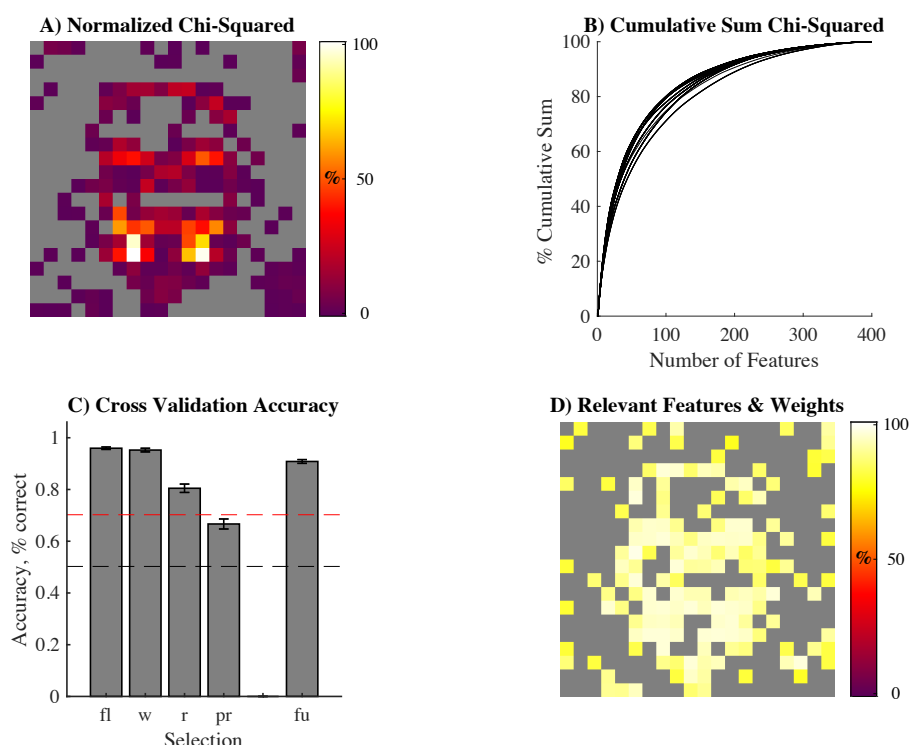 A) Normalized Chi-Squared
100
%
50
0
B) Cumulative Sum Chi-Squared
% Cumulative Sum
100
80
60
40
20
0
0 100 200 300 400
Number of Features
C) Cross Validation Accuracy
Accuracy, % correct
1
0.8
0.6
0.4
0.2
0
fl w r pr fu
Selection
D) Relevant Features & Weights
100
%
50
0